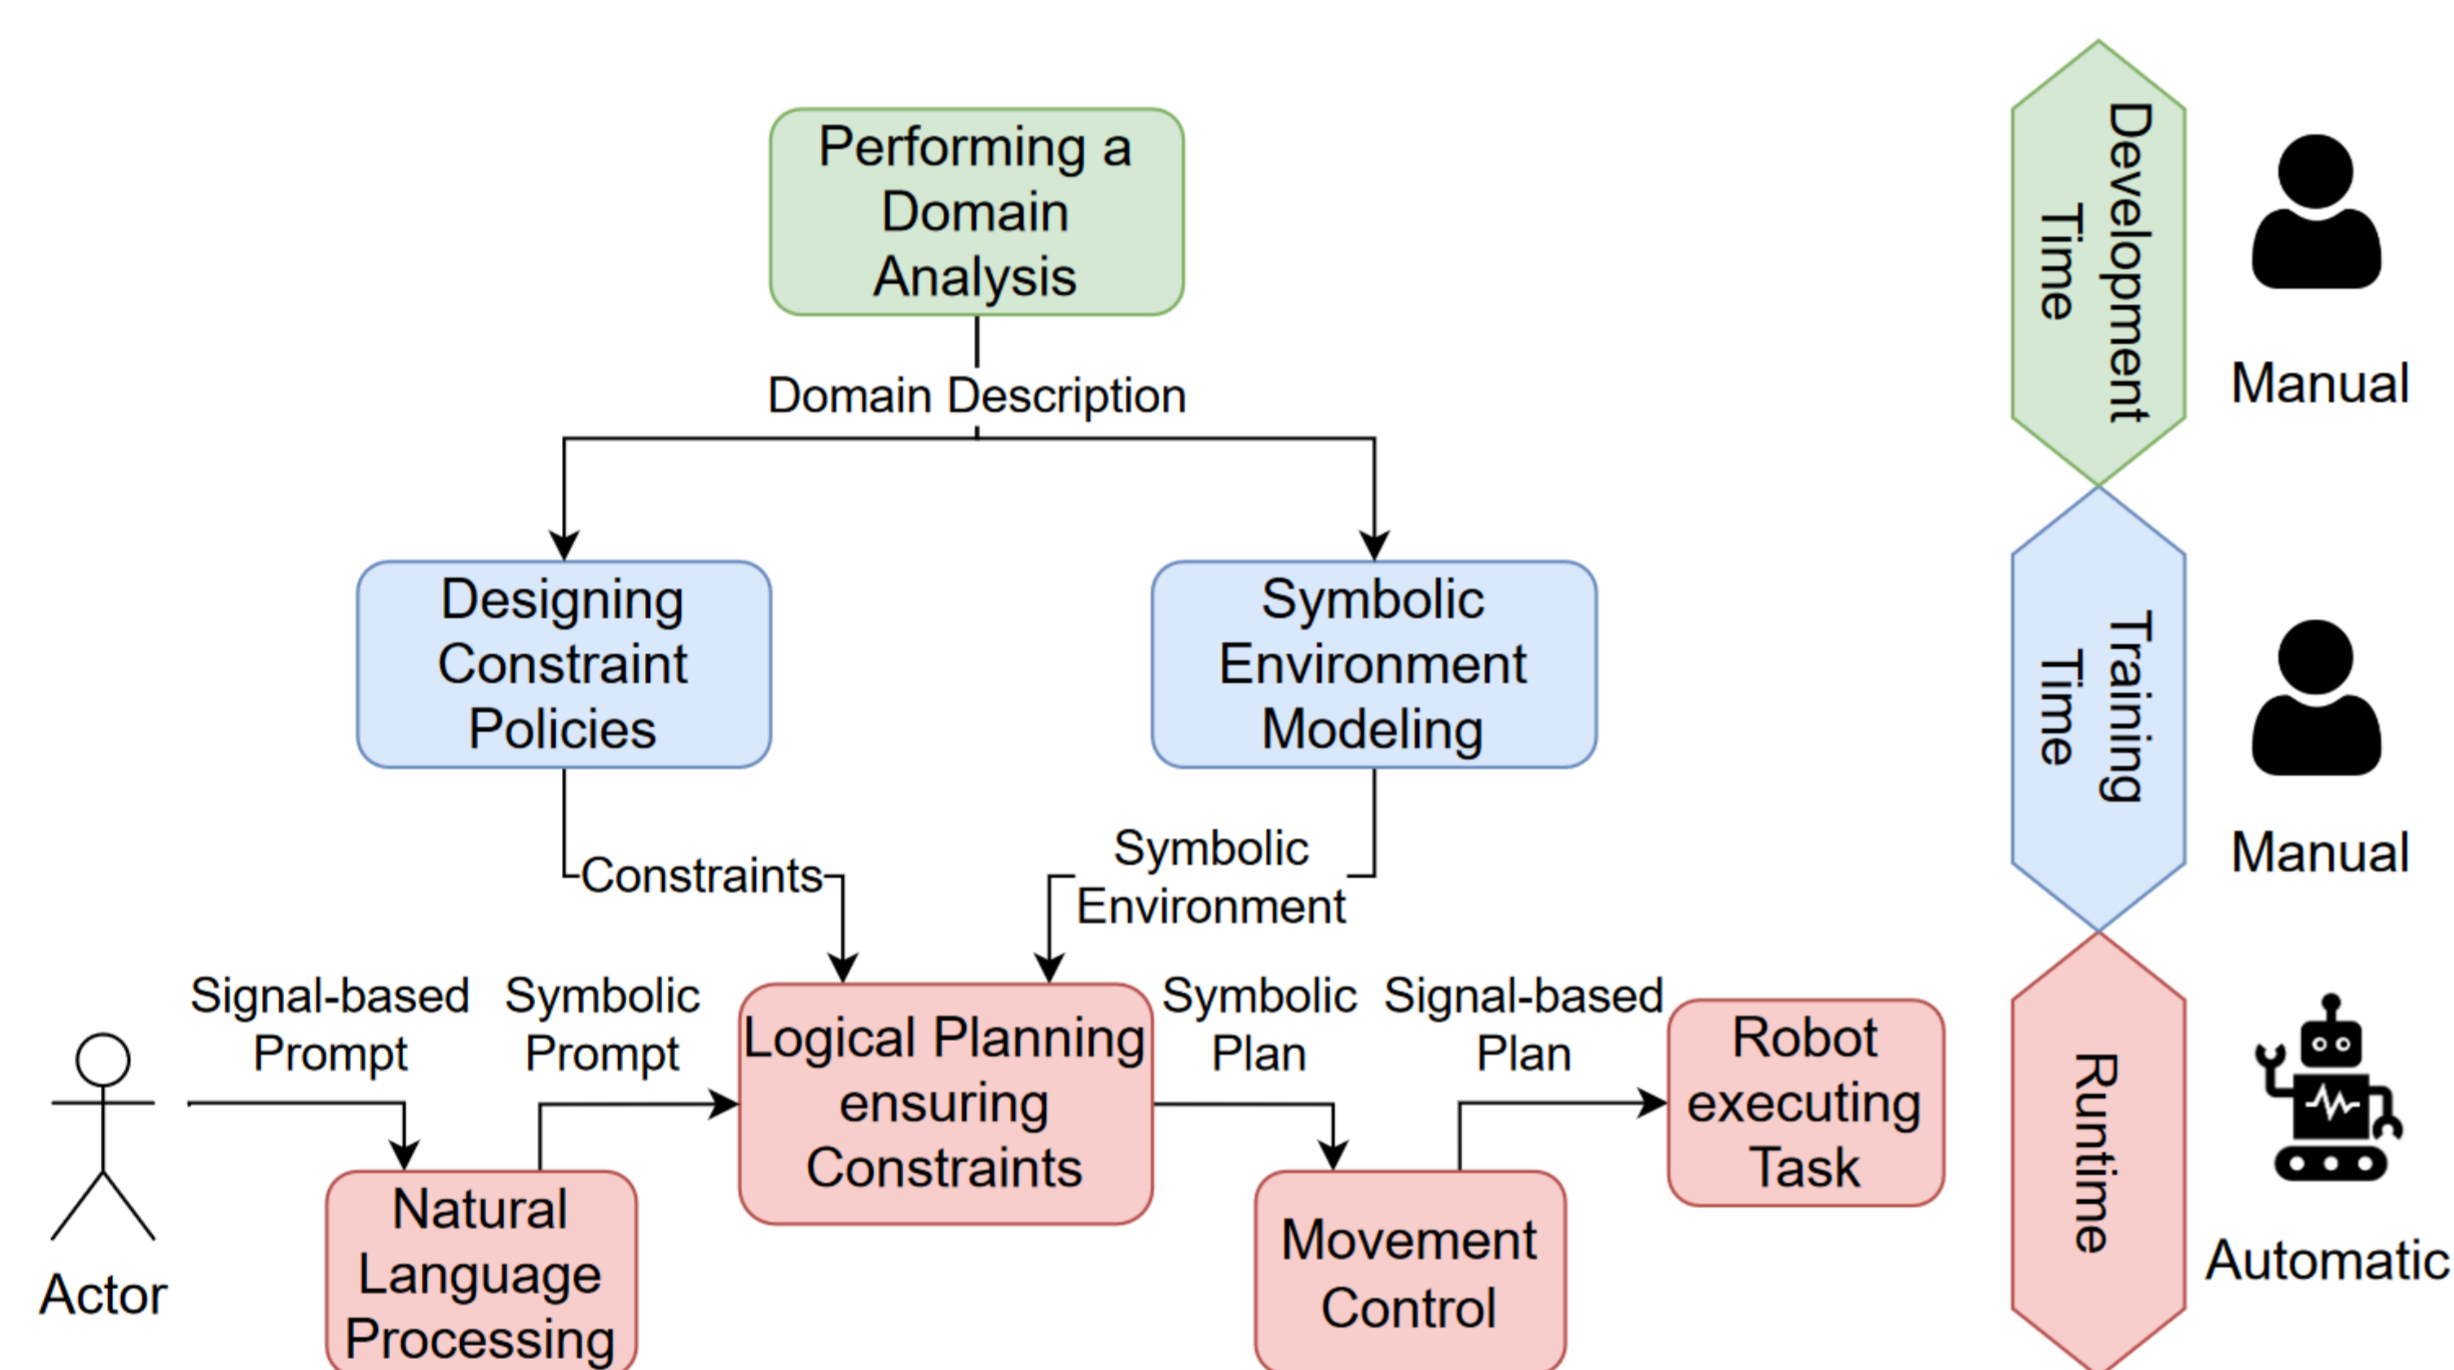 Performing a
Domain
Analysis
Domain Description
Designing
Constraint
Policies
Symbolic
Environment
Modeling
Constraints
Symbolic
Environment
Signal-based
Prompt
Symbolic
Prompt
Logical Planning
ensuring
Constraints
Symbolic
Plan
Signal-based
Plan
Robot
executing
Task
Actor
Natural
Language
Processing
Movement
Control
Development
Time
Manual
Training
Time
Manual
Runtime
Automatic